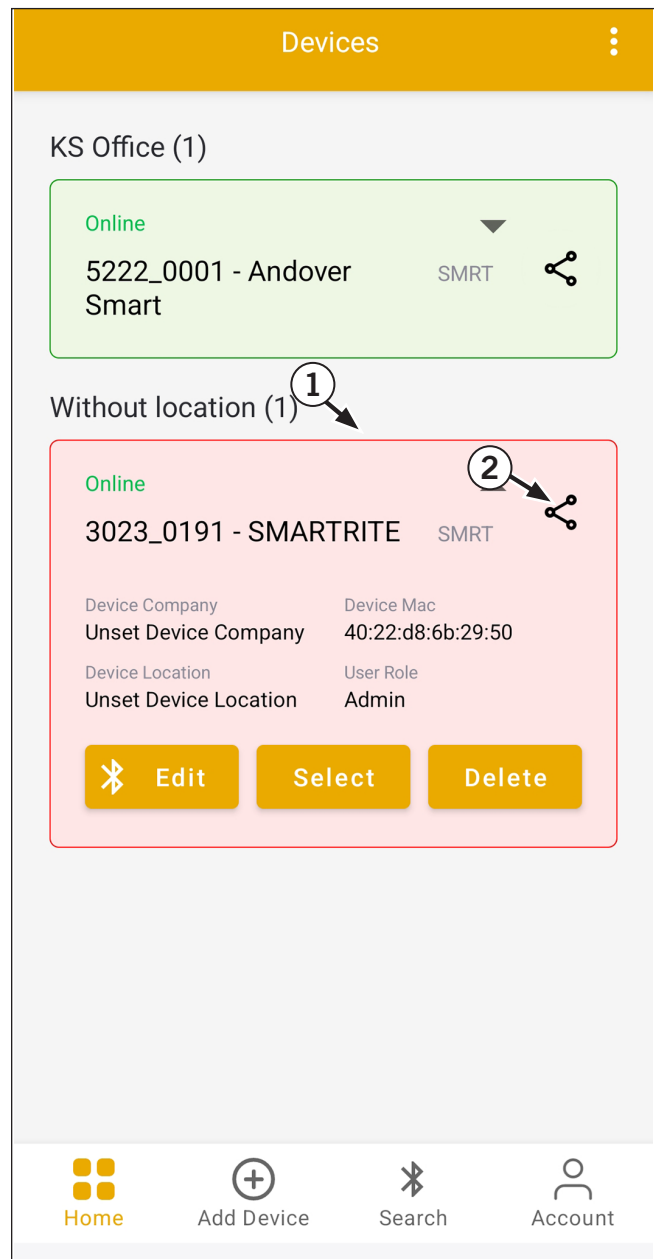 Devices
KS Office (1)
Online
5222_0001 - Andover
Smart
SMRT
1
Without location (1)
2
Online
3023_0191 - SMARTRITE
SMRT
Device Company
Device Mac
Unset Device Company
40:22:d8:6b:29:50
Device Location
User Role
Unset Device Location
Admin
Edit
Select
Delete
Home
Add Device
Search
Account